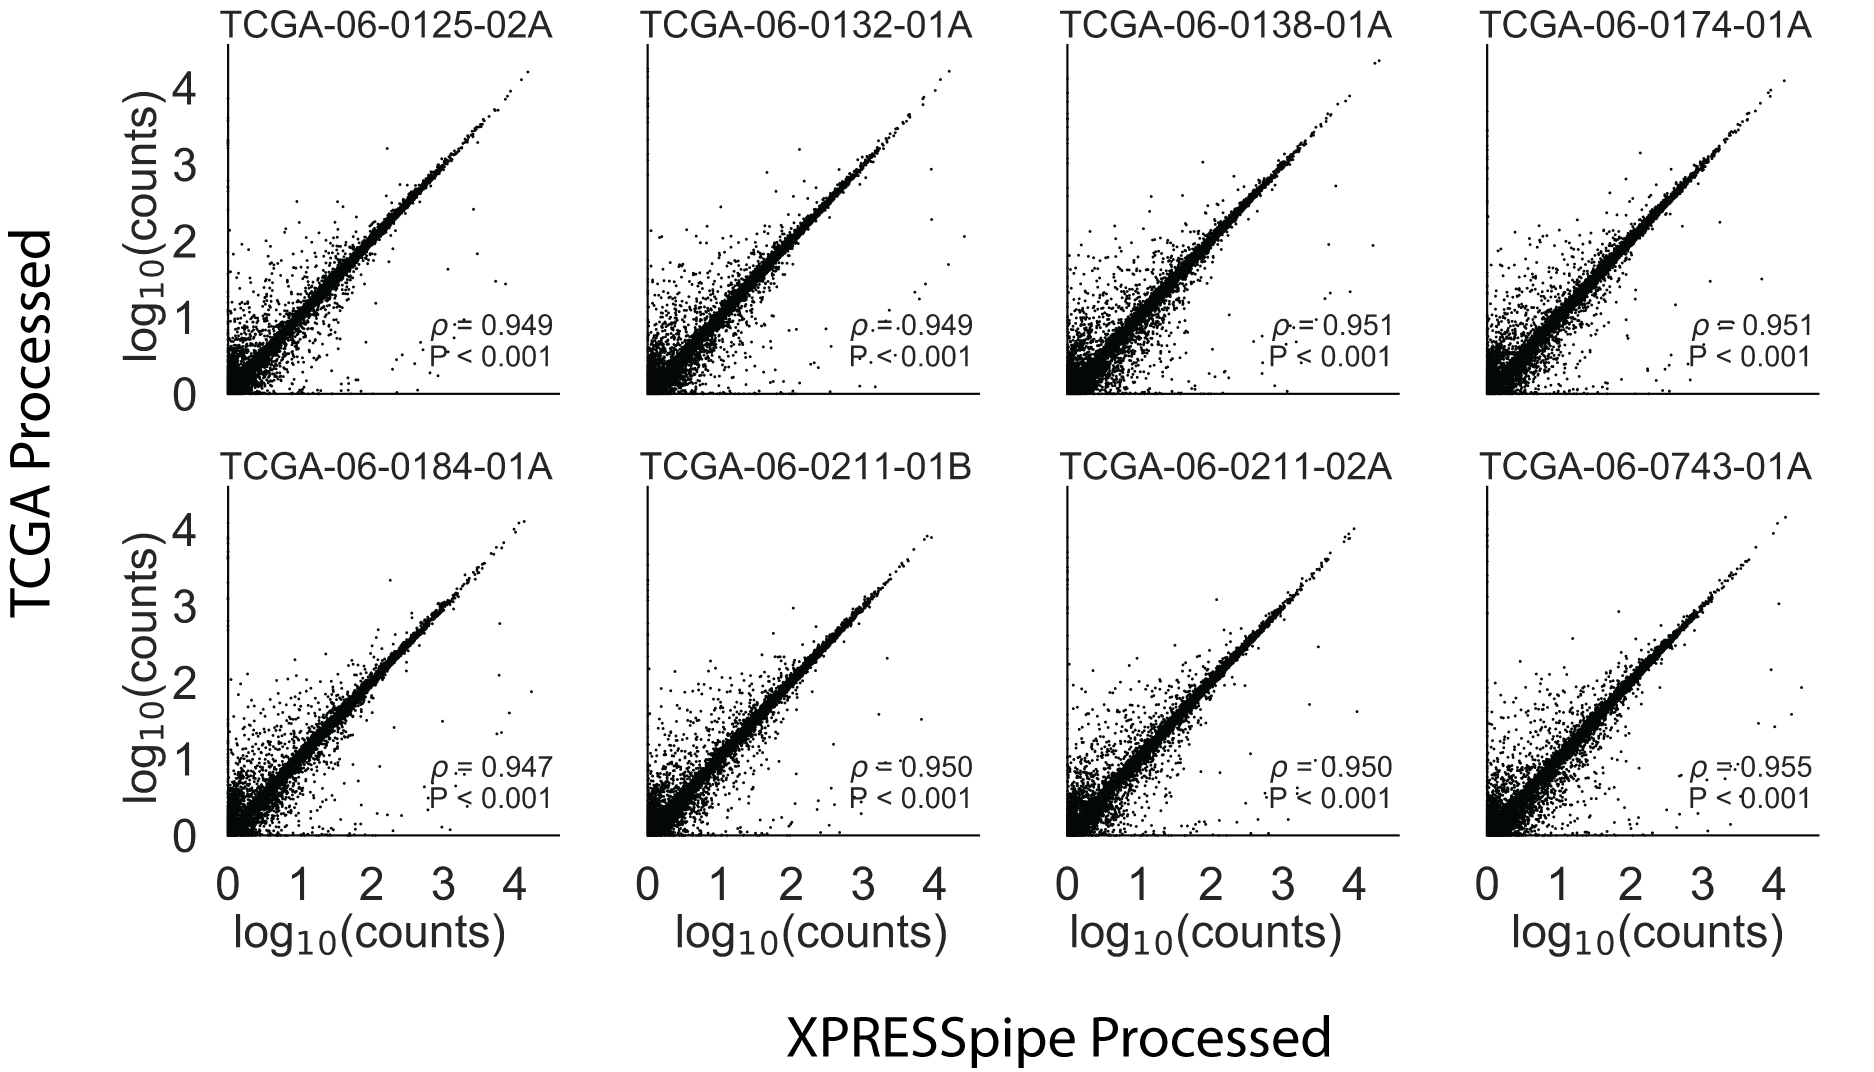 TCGA Processed
TCGA-06-0125-02A
log10(counts)
4
3
2
1
0
ρ = 0.949
P < 0.001
TCGA-06-0132-01A
ρ = 0.949
P < 0.001
TCGA-06-0138-01A
ρ = 0.951
P < 0.001
TCGA-06-0174-01A
ρ = 0.951
P < 0.001
TCGA-06-0184-01A
log10(counts)
4
3
2
1
0
ρ = 0.947
P < 0.001
0 1 2 3 4
log10(counts)
TCGA-06-0211-01B
ρ = 0.950
P < 0.001
0 1 2 3 4
log10(counts)
TCGA-06-0211-02A
ρ = 0.950
P < 0.001
0 1 2 3 4
log10(counts)
TCGA-06-0743-01A
ρ = 0.955
P < 0.001
0 1 2 3 4
log10(counts)
XPRESSpipe Processed